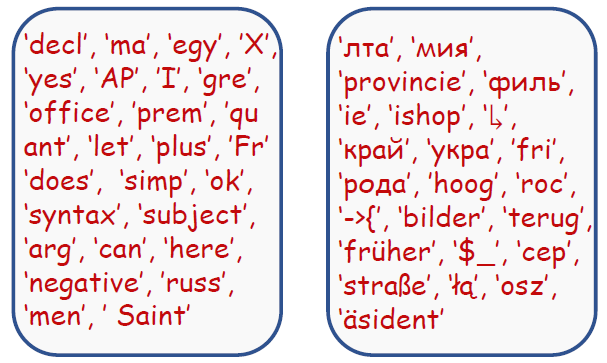 ‘decl’, ‘ma’, ‘egy’, ’X’,
‘yes’, ‘AP’, ’I’, ‘gre’,
‘office’, ‘prem’, ‘qu
ant’, ‘let’, ‘plus’, ’Fr’
‘does’, ‘simp’, ‘ok’,
‘syntax’, ‘subject’,
‘arg’, ‘can’, ‘here’,
‘negative’, ‘russ’,
‘men’, ’ Saint’
‘лта’, ‘мия’,
‘provincie’, ‘филь’,
‘ie’, ‘ishop’, ‘↳’,
‘край’, ‘укра’, ‘fri’,
‘рода’, ‘hoog’, ‘roc’,
‘->{’, ‘bilder’, ‘terug’,
‘früher’, ‘$_’, ‘сер’,
‘straße’, ‘łą’, ‘osz’,
‘äsident’